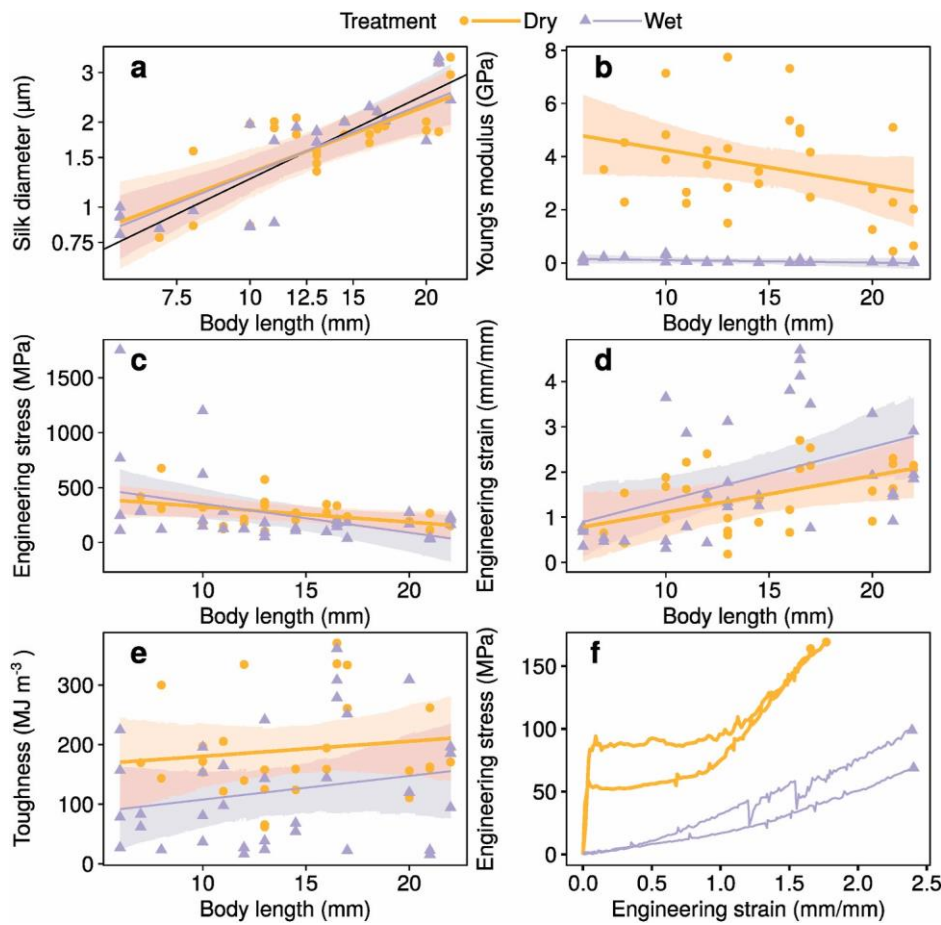 Treatment Dry Wet
a
Silk diameter (µm)
3
2
1.5
1
0.75
7.5 10 12.5 15 20
Body length (mm)
b
Young's modulus (GPa)
8
6
4
2
0
10 15 20
Body length (mm)
c
Engineering stress (MPa)
1500
1000
500
0
10 15 20
Body length (mm)
d
Engineering strain (mm/mm)
4
3
2
1
0
10 15 20
Body length (mm)
e
Toughness (MJ m⁻³)
300
200
100
0
10 15 20
Body length (mm)
f
Engineering stress (MPa)
150
100
50
0
0.0 0.5 1.0 1.5 2.0 2.5
Engineering strain (mm/mm)